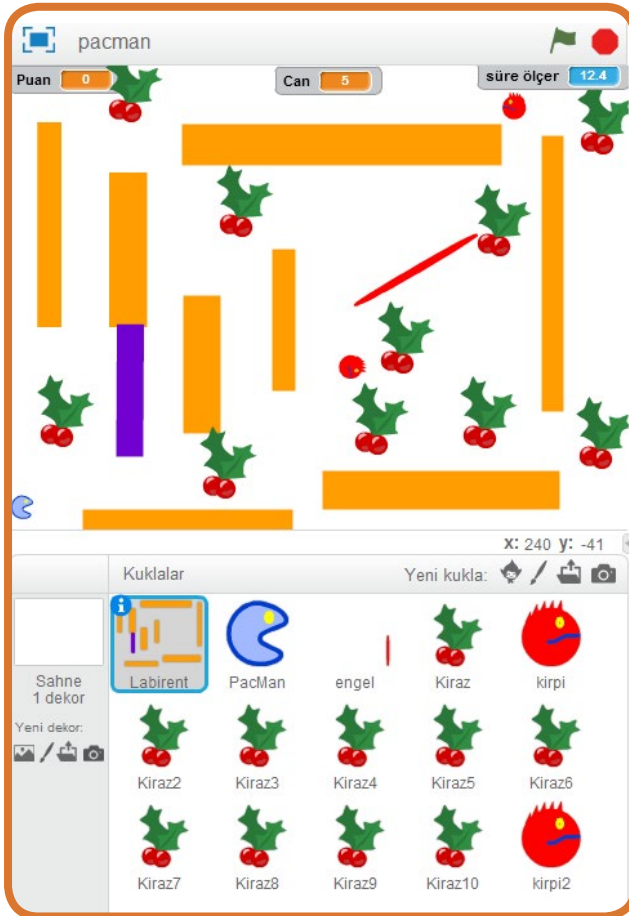 pacman
Puan 0 Can 5 süre ölçer 12.4
x: 240 y: -41
Kuklalar Yeni kukla:
Sahne
1 dekor
Yeni dekor:
Labirent PacMan engel Kiraz kirpi
Kiraz2 Kiraz3 Kiraz4 Kiraz5 Kiraz6
Kiraz7 Kiraz8 Kiraz9 Kiraz10 kirpi2